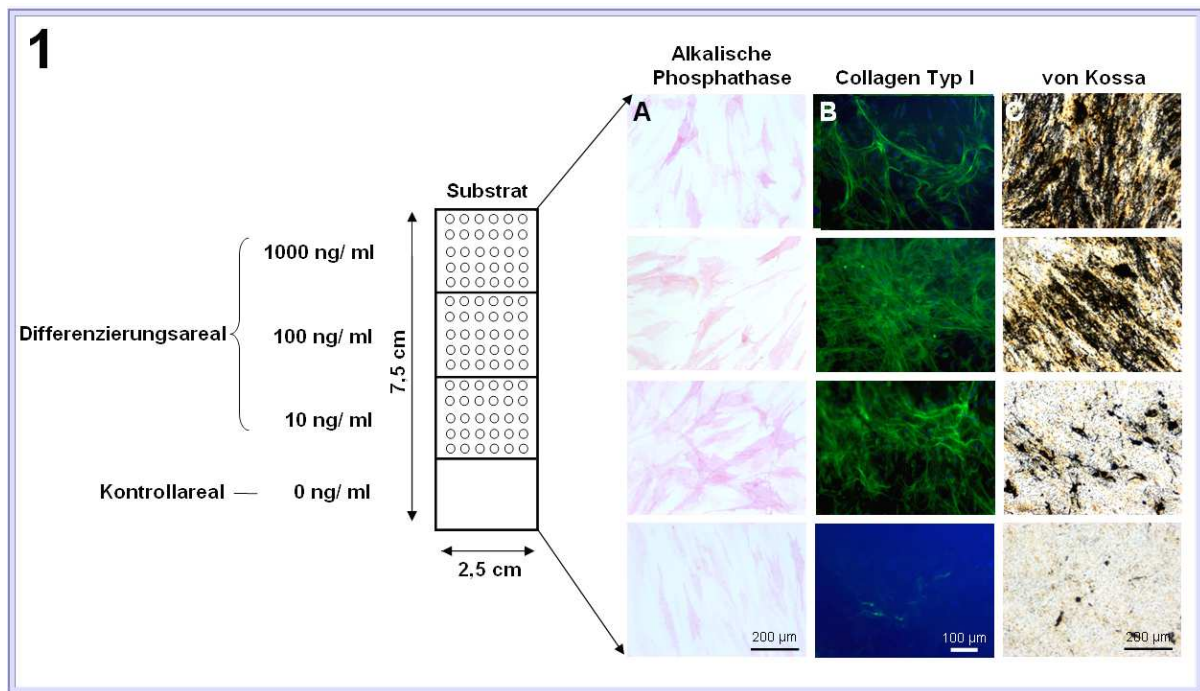 1
Alkalische
Phosphathase
Collagen Typ I
von Kossa
A
B
C
Substrat
1000 ng/ ml
Differenzierungsareal
100 ng/ ml
7,5 cm
10 ng/ ml
Kontrollareal
0 ng/ ml
2,5 cm
200 µm
100 µm
200 µm